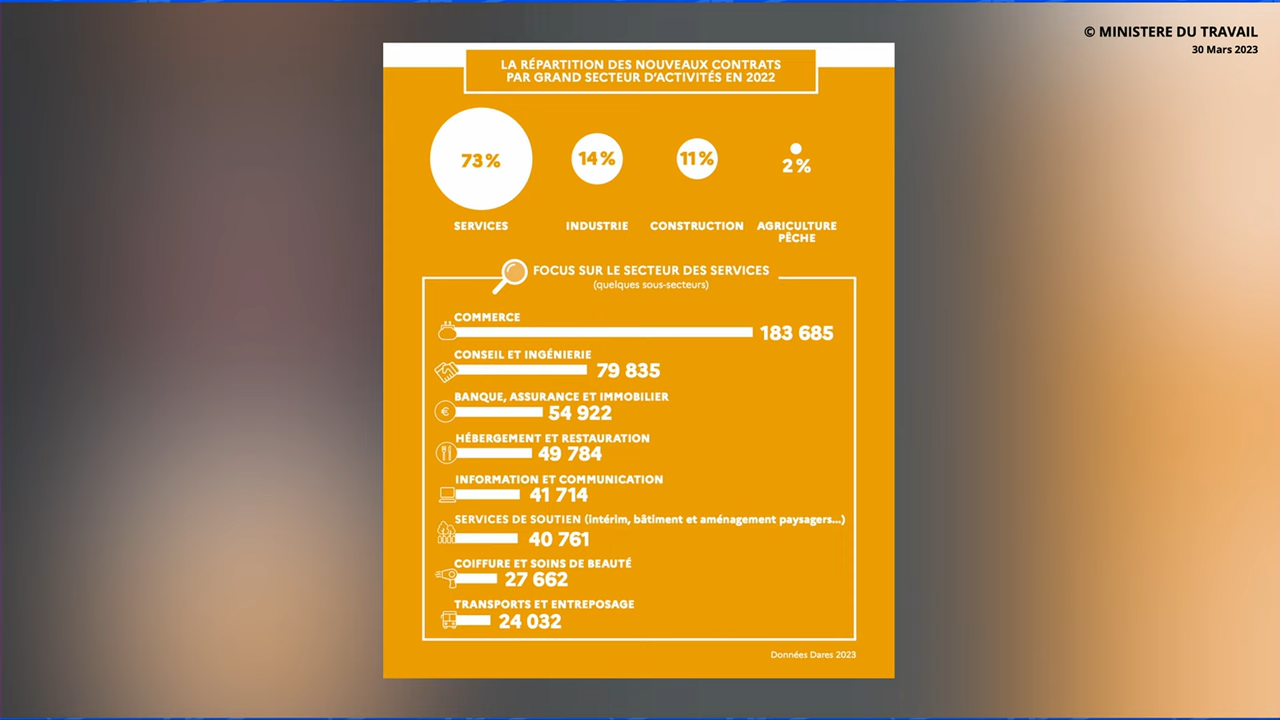 © MINISTERE DU TRAVAIL
30 Mars 2023
LA RÉPARTITION DES NOUVEAUX CONTRATS
PAR GRAND SECTEUR D'ACTIVITÉS EN 2022
73%
14%
11%
2%
SERVICES
INDUSTRIE
CONSTRUCTION
AGRICULTURE
PÊCHE
FOCUS SUR LE SECTEUR DES SERVICES
(quelques sous-secteurs)
COMMERCE
183 685
CONSEIL ET INGÉNIERIE
79 835
BANQUE, ASSURANCE ET IMMOBILIER
€
54 922
HÉBERGEMENT ET RESTAURATION
49 784
INFORMATION ET COMMUNICATION
41 714
SERVICES DE SOUTIEN (intérim, bâtiment et aménagement paysagers...)
40 761
COIFFURE ET SOINS DE BEAUTÉ
27 662
TRANSPORTS ET ENTREPOSAGE
24 032
Données Dares 2023